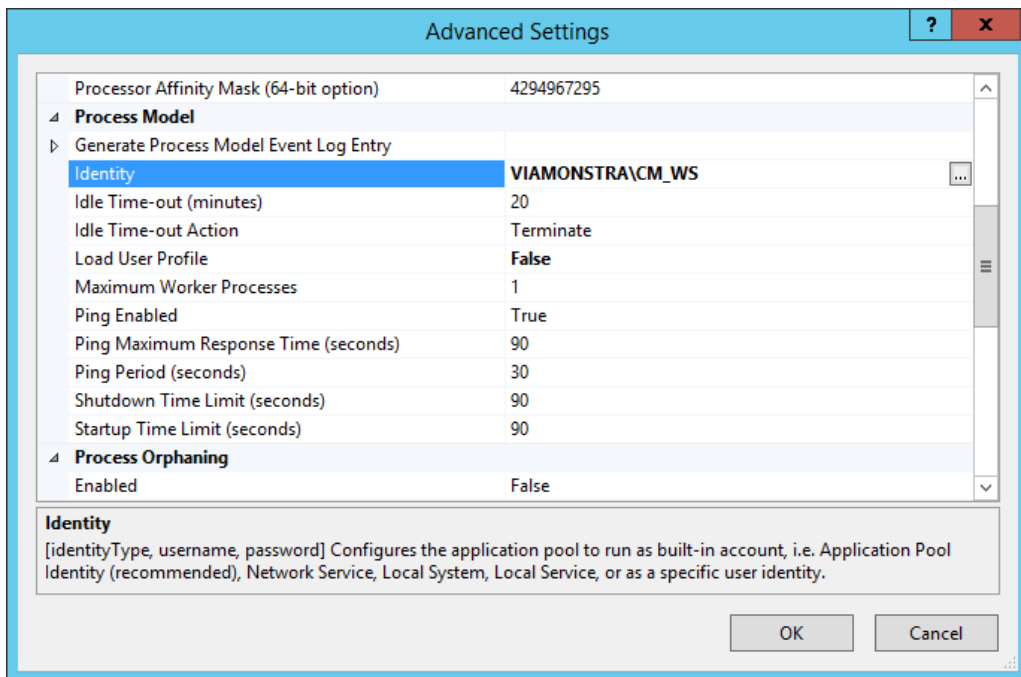 Advanced Settings
? x
Processor Affinity Mask (64-bit option) 4294967295
Process Model
Generate Process Model Event Log Entry
Identity VIAMONSTRA\CM_WS ...
Idle Time-out (minutes) 20
Idle Time-out Action Terminate
Load User Profile False
Maximum Worker Processes 1
Ping Enabled True
Ping Maximum Response Time (seconds) 90
Ping Period (seconds) 30
Shutdown Time Limit (seconds) 90
Startup Time Limit (seconds) 90
Process Orphaning
Enabled False
Identity
[identityType, username, password] Configures the application pool to run as built-in account, i.e. Application Pool
Identity (recommended), Network Service, Local System, Local Service, or as a specific user identity.
OK Cancel